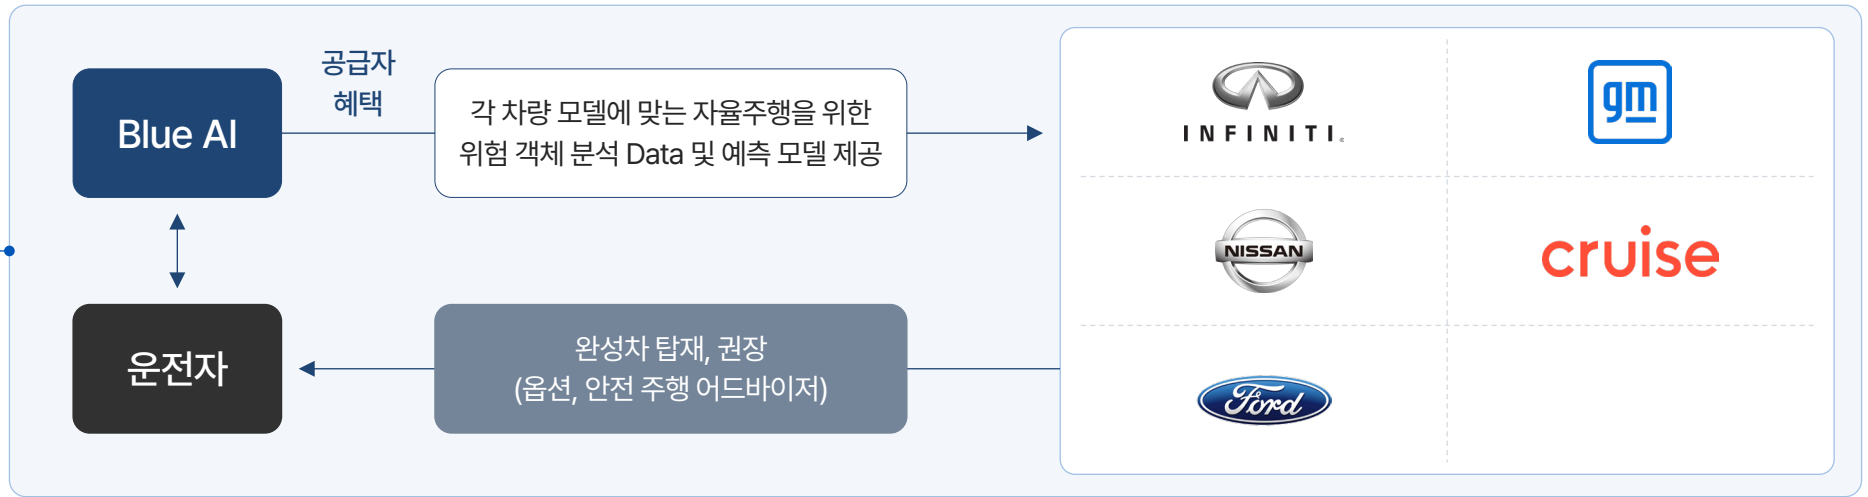 공급자
혜택
Blue AI
각 차량 모델에 맞는 자율주행을 위한
위험 객체 분석 Data 및 예측 모델 제공
INFINITI
gm
NISSAN
cruise
운전자
완성차 탑재, 권장
(옵션, 안전 주행 어드바이저)
Ford